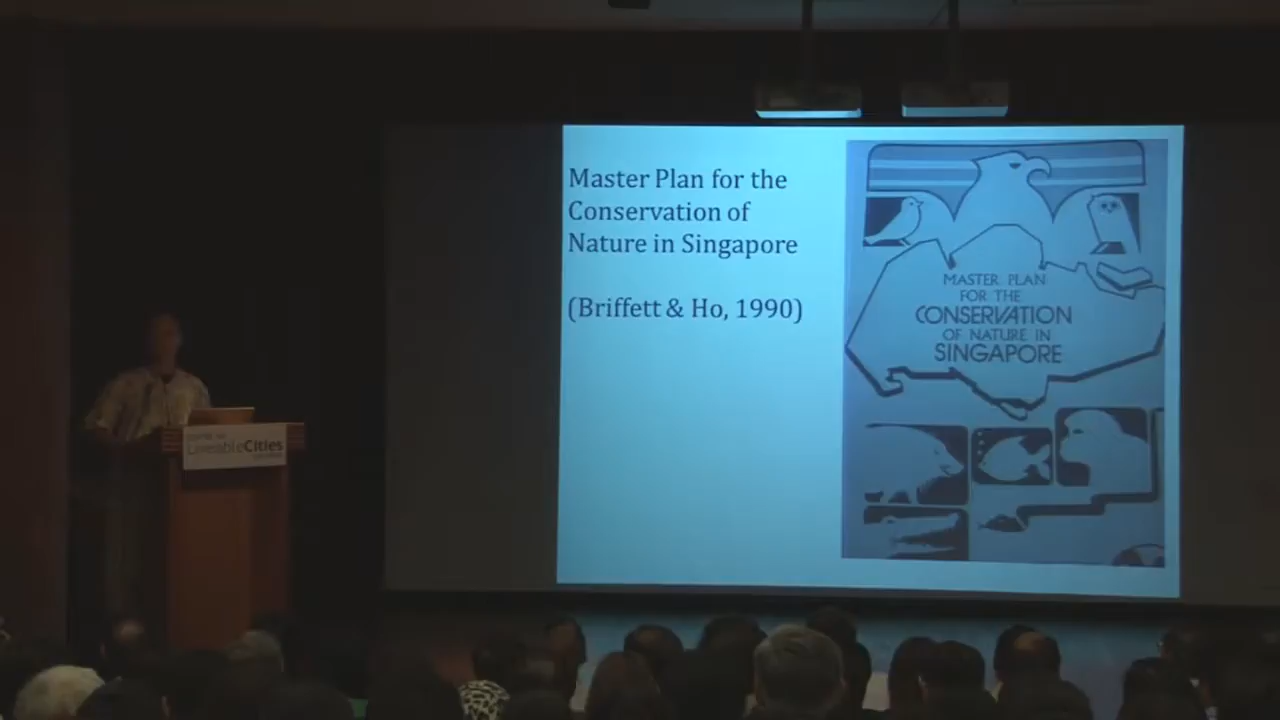 Master Plan for the
Conservation of
Nature in Singapore
(Briffett & Ho, 1990)
MASTER PLAN
FOR THE
CONSERVATION
OF NATURE IN
SINGAPORE
LiveableCities